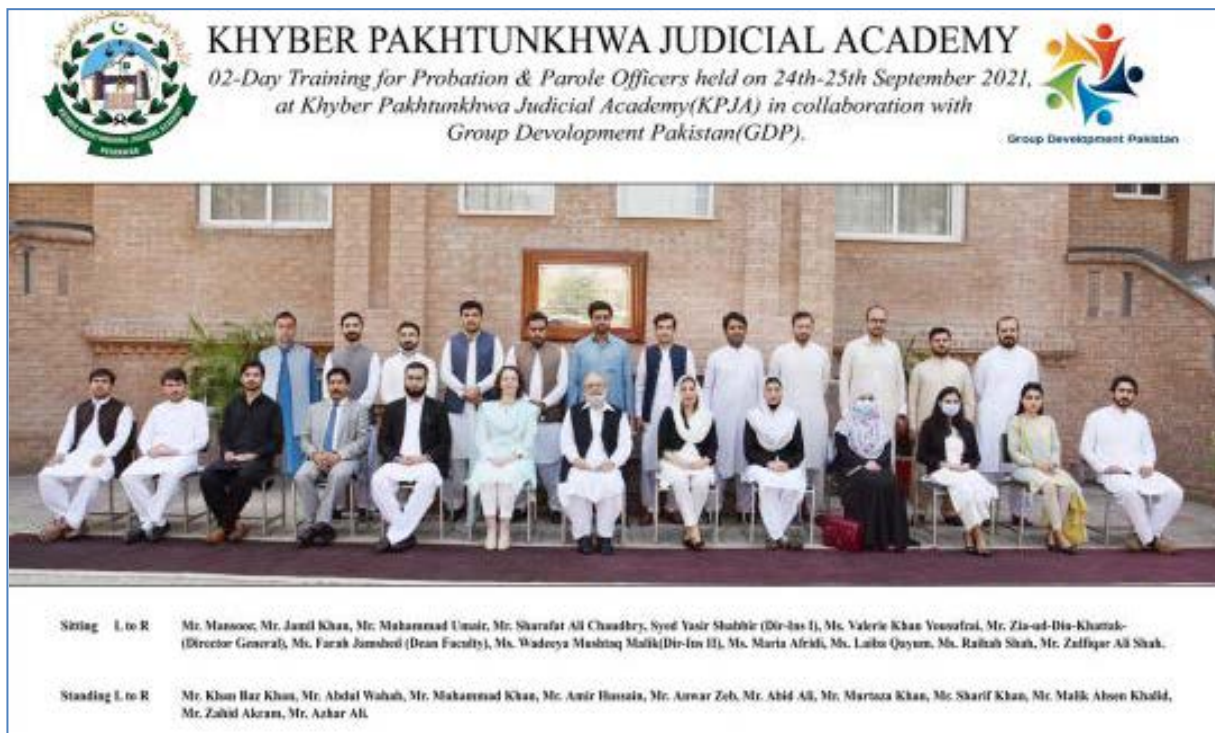 KHYBER PAKHTUNKHWA JUDICIAL ACADEMY
02-Day Training for Probation & Parole Officers held on 24th-25th September 2021,
at Khyber Pakhtunkhwa Judicial Academy(KPJA) in collaboration with
Group Devolopment Pakistan(GDP).
KHYBER PAKHTUNKHWA JUDICIAL ACADEMY
PESHAWAR
Group Development Pakistan
Sitting L to R Mr. Mansoor, Mr. Jamil Khan, Mr. Muhammad Umair, Mr. Sharafat Ali Chaudhry, Syed Yasir Shabbir (Dir-Ins I), Ms. Valerie Khan Yousafzai, Mr. Zia-ud-Din-Khattak-
(Director General), Ms. Farah Jamshed (Dean Faculty), Ms. Wadeeya Mushtaq Malik(Dir-Ins II), Ms. Maria Afridi, Ms. Laiba Qayum, Ms. Shah, Mr. Zulfiqar Ali Shah.
Standing L to R Mr. Khan Baz Khan, Mr. Abdul Wahab, Mr. Muhammad Khan, Mr. Amir Hussain, Mr. Anwar Zeb, Mr. Abid Ali, Mr. Murtaza Khan, Mr. Sharif Khan, Mr. Malik Ahsen Khalid,
Mr. Zahid Akram, Mr. Azhar Ali.